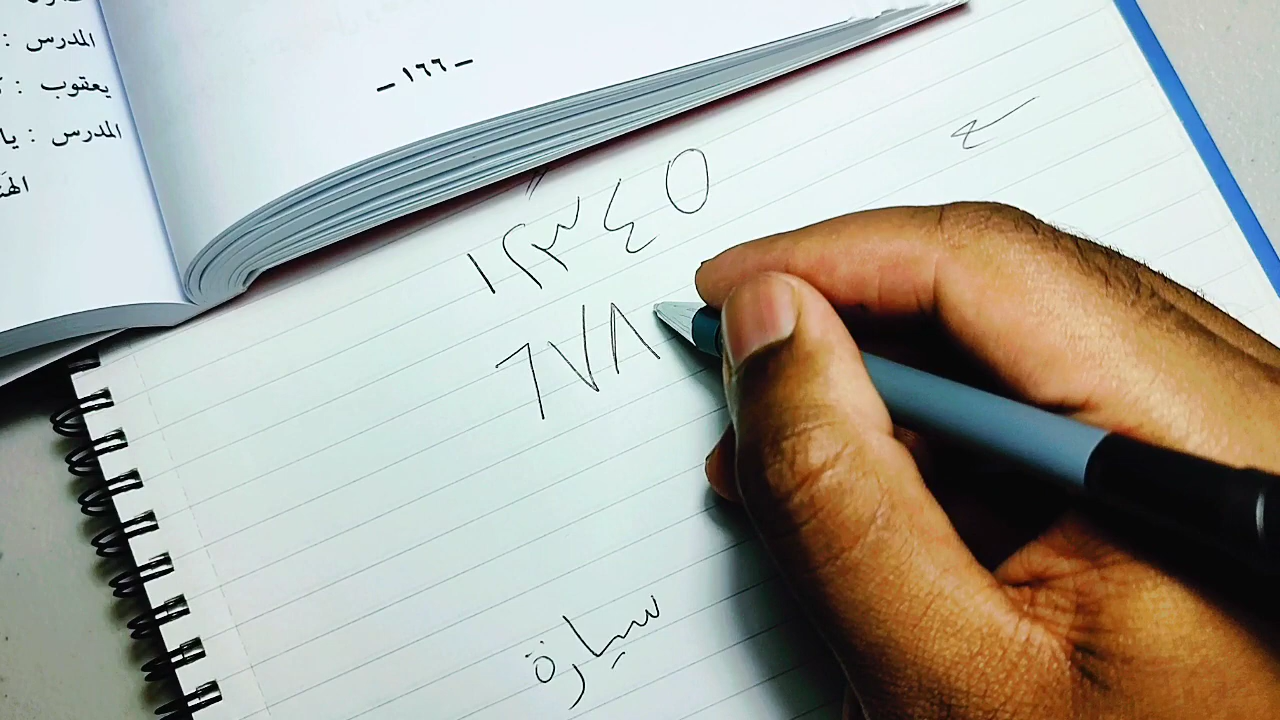 المدرس :
يعقوب :
المدرس : يا
ـ ١٦٦ ـ
١٢٣٤٥
٦٧٨
سيارة